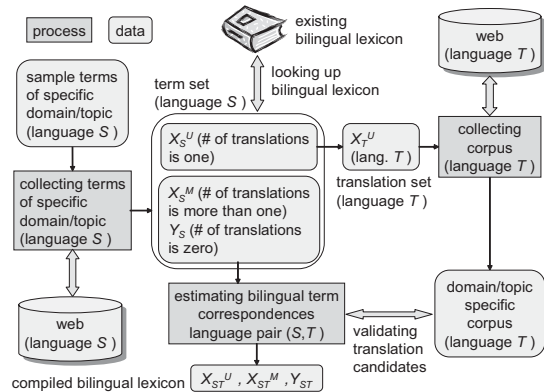 process
data
existing
bilingual lexicon
web
(language T )
looking up
bilingual lexicon
sample terms
of specific
domain/topic
(language S )
term set
(language S )
X_S^U (# of translations
is one)
X_T^U
(lang. T )
collecting
corpus
(language T )
translation set
(language T )
collecting terms
of specific
domain/topic
(language S )
X_S^M (# of translations
is more than one)
Y_S (# of translations
is zero)
web
(language S )
estimating bilingual term
correspondences
language pair (S,T )
validating
translation
candidates
domain/topic
specific
corpus
(language T )
compiled bilingual lexicon
X_ST^U , X_ST^M , Y_ST